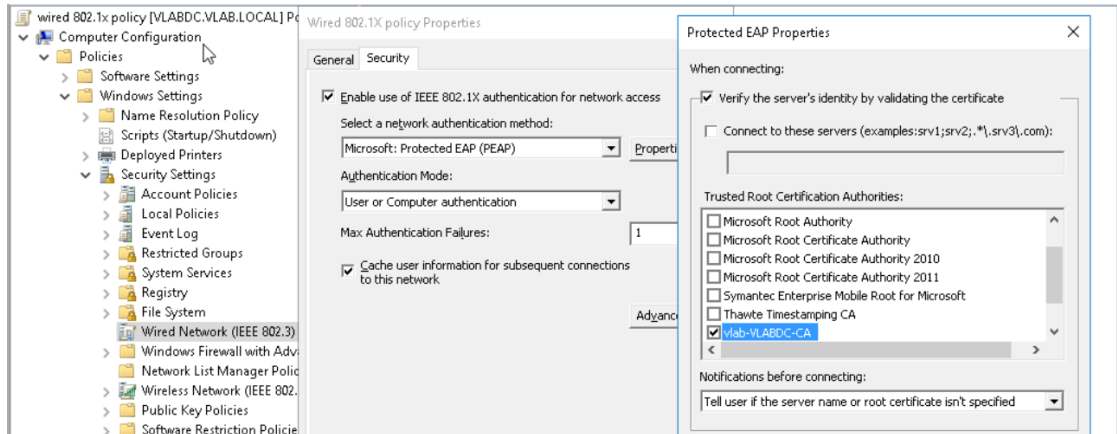 wired 802.1x policy [VLABDC.VLAB.LOCAL] Po
Computer Configuration
Policies
Software Settings
Windows Settings
Name Resolution Policy
Scripts (Startup/Shutdown)
Deployed Printers
Security Settings
Account Policies
Local Policies
Event Log
Restricted Groups
System Services
Registry
File System
Wired Network (IEEE 802.3)
Windows Firewall with Adv
Network List Manager Polic
Wireless Network (IEEE 802.
Public Key Policies
Software Restriction Policie
Wired 802.1X policy Properties
General Security
Enable use of IEEE 802.1X authentication for network access
Select a network authentication method:
Microsoft: Protected EAP (PEAP) Properti
Authentication Mode:
User or Computer authentication
Max Authentication Failures: 1
Cache user information for subsequent connections
to this network
Advanc
Protected EAP Properties
When connecting:
Verify the server's identity by validating the certificate
Connect to these servers (examples:srv1;srv2;.*\.srv3\.com):
Trusted Root Certification Authorities:
Microsoft Root Authority
Microsoft Root Certificate Authority
Microsoft Root Certificate Authority 2010
Microsoft Root Certificate Authority 2011
Symantec Enterprise Mobile Root for Microsoft
Thawte Timestamping CA
vlab-VLABDC-CA
Notifications before connecting:
Tell user if the server name or root certificate isn't specified